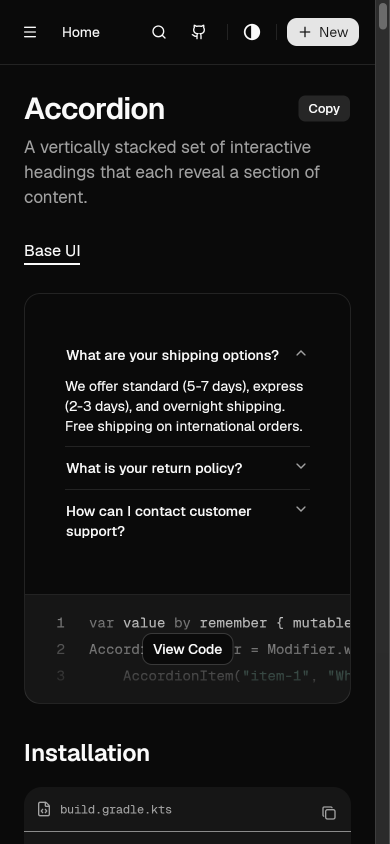 Home
New
Accordion
Copy
A vertically stacked set of interactive
headings that each reveal a section of
content.
Base UI
What are your shipping options?
We offer standard (5-7 days), express
(2-3 days), and overnight shipping.
Free shipping on international orders.
What is your return policy?
How can I contact customer
support?
1 var value by remember { mutable
2 Accord r = Modifier.w
View Code
3 AccordionItem("item-1", "Wh
Installation
build.gradle.kts